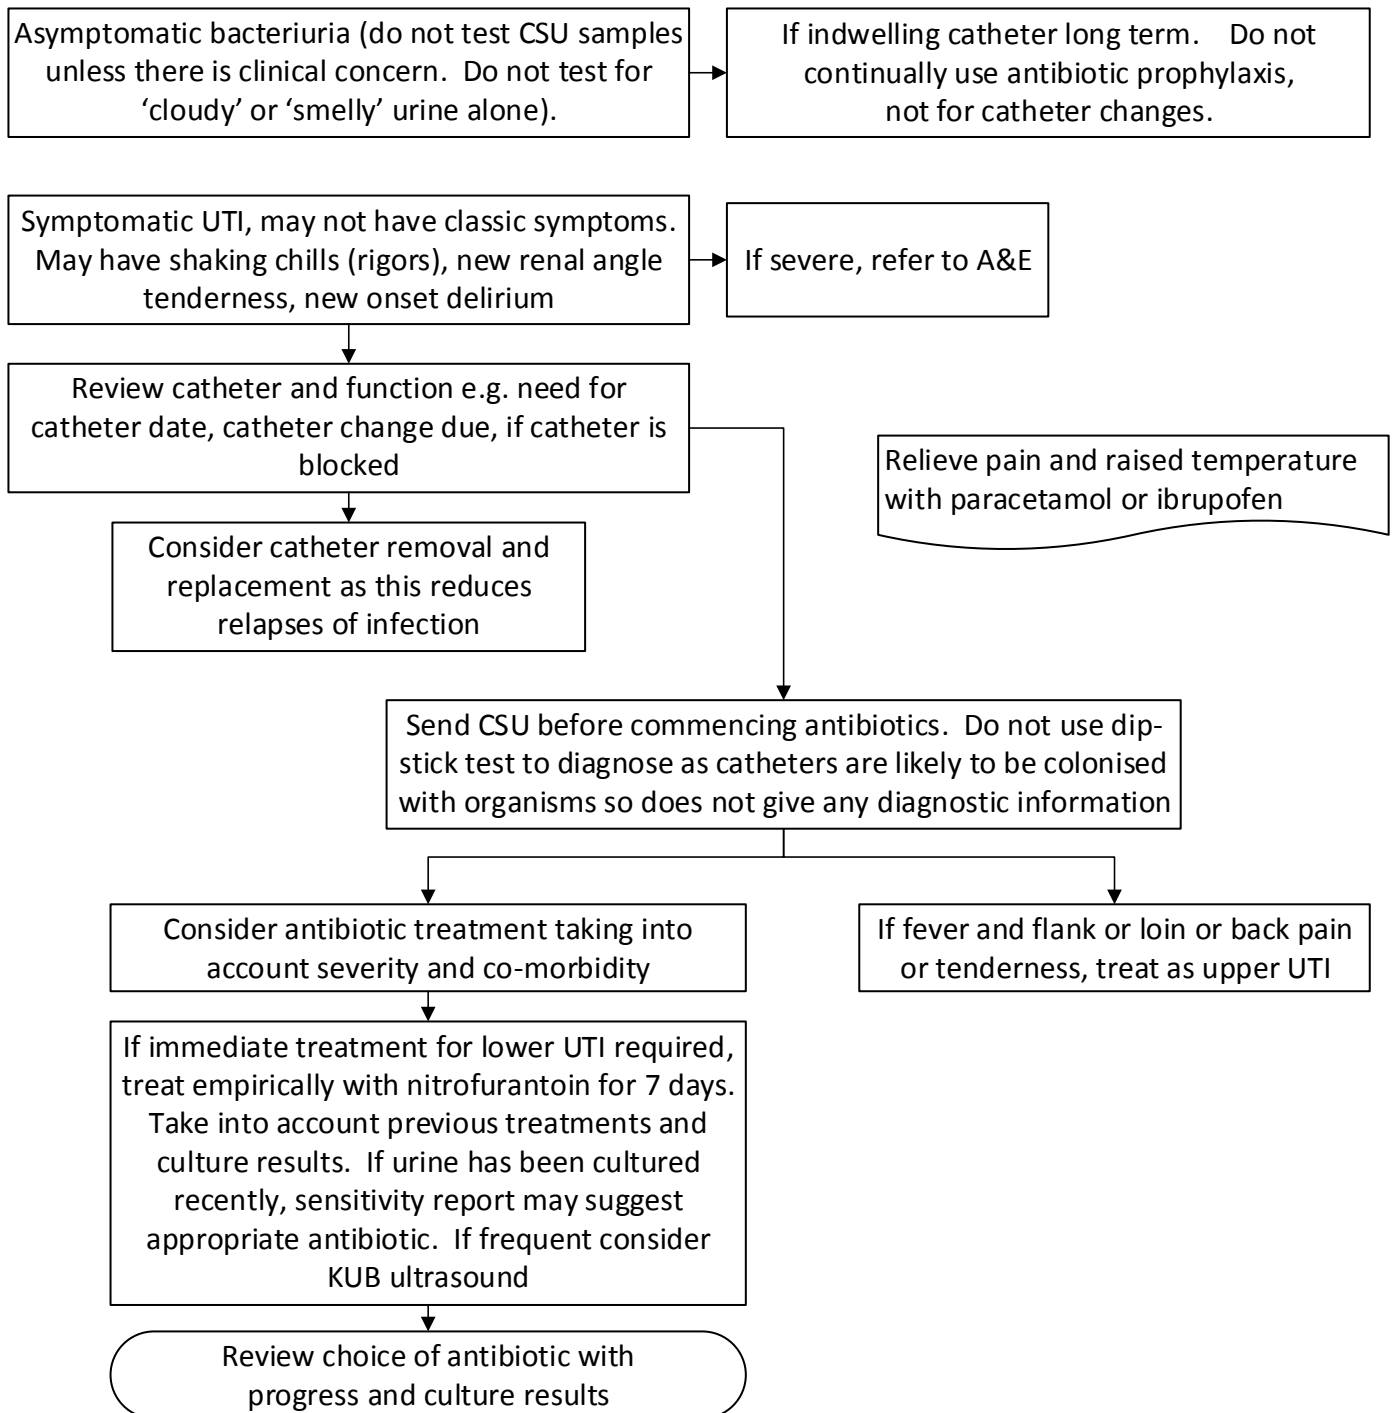 Asymptomatic bacteriuria (do not test CSU samples
unless there is clinical concern.  Do not test for
‘cloudy’ or ‘smelly’ urine alone).
If indwelling catheter long term.    Do not
continually use antibiotic prophylaxis,
not for catheter changes.
Symptomatic UTI, may not have classic symptoms.
May have shaking chills (rigors), new renal angle
tenderness, new onset delirium
If severe, refer to A&E
Review catheter and function e.g. need for
catheter date, catheter change due, if catheter is
blocked
Relieve pain and raised temperature
with paracetamol or ibrupofen
Consider catheter removal and
replacement as this reduces
relapses of infection
Send CSU before commencing antibiotics.  Do not use dip-
stick test to diagnose as catheters are likely to be colonised
with organisms so does not give any diagnostic information
Consider antibiotic treatment taking into
account severity and co-morbidity
If fever and flank or loin or back pain
or tenderness, treat as upper UTI
If immediate treatment for lower UTI required,
treat empirically with nitrofurantoin for 7 days.
Take into account previous treatments and
culture results.  If urine has been cultured
recently, sensitivity report may suggest
appropriate antibiotic.  If frequent consider
KUB ultrasound
Review choice of antibiotic with
progress and culture results